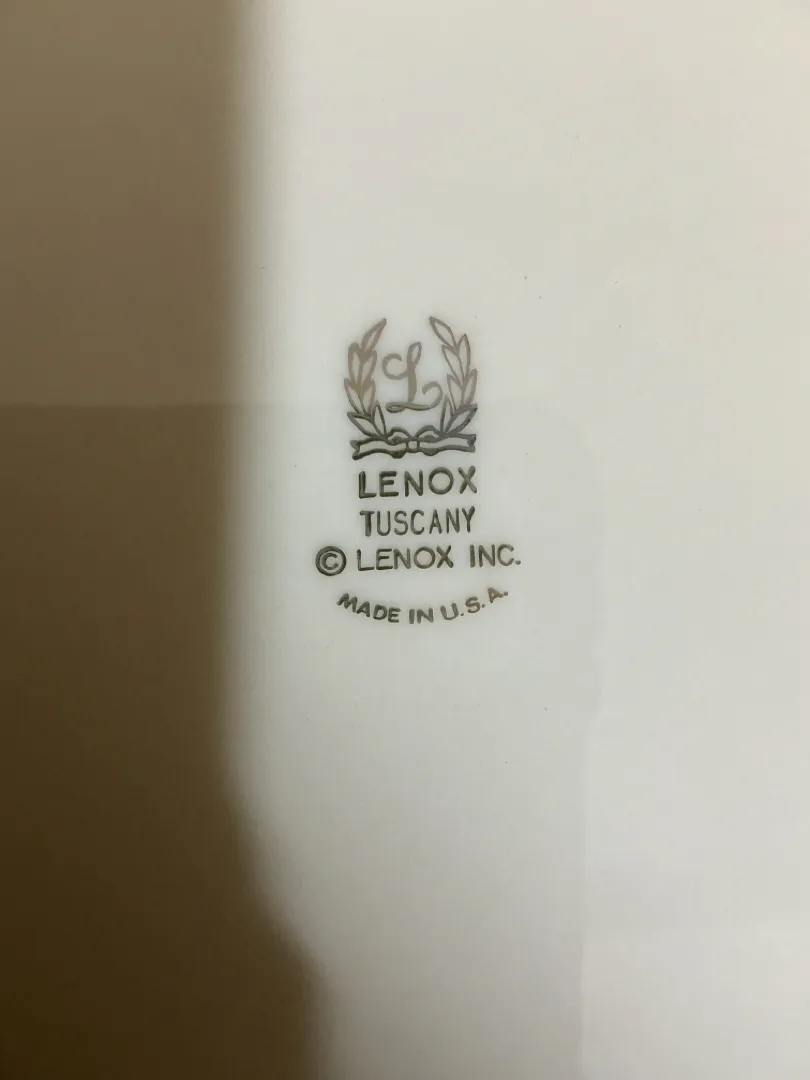 L
LENOX
TUSCANY
© LENOX INC.
MADE IN U.S.A.